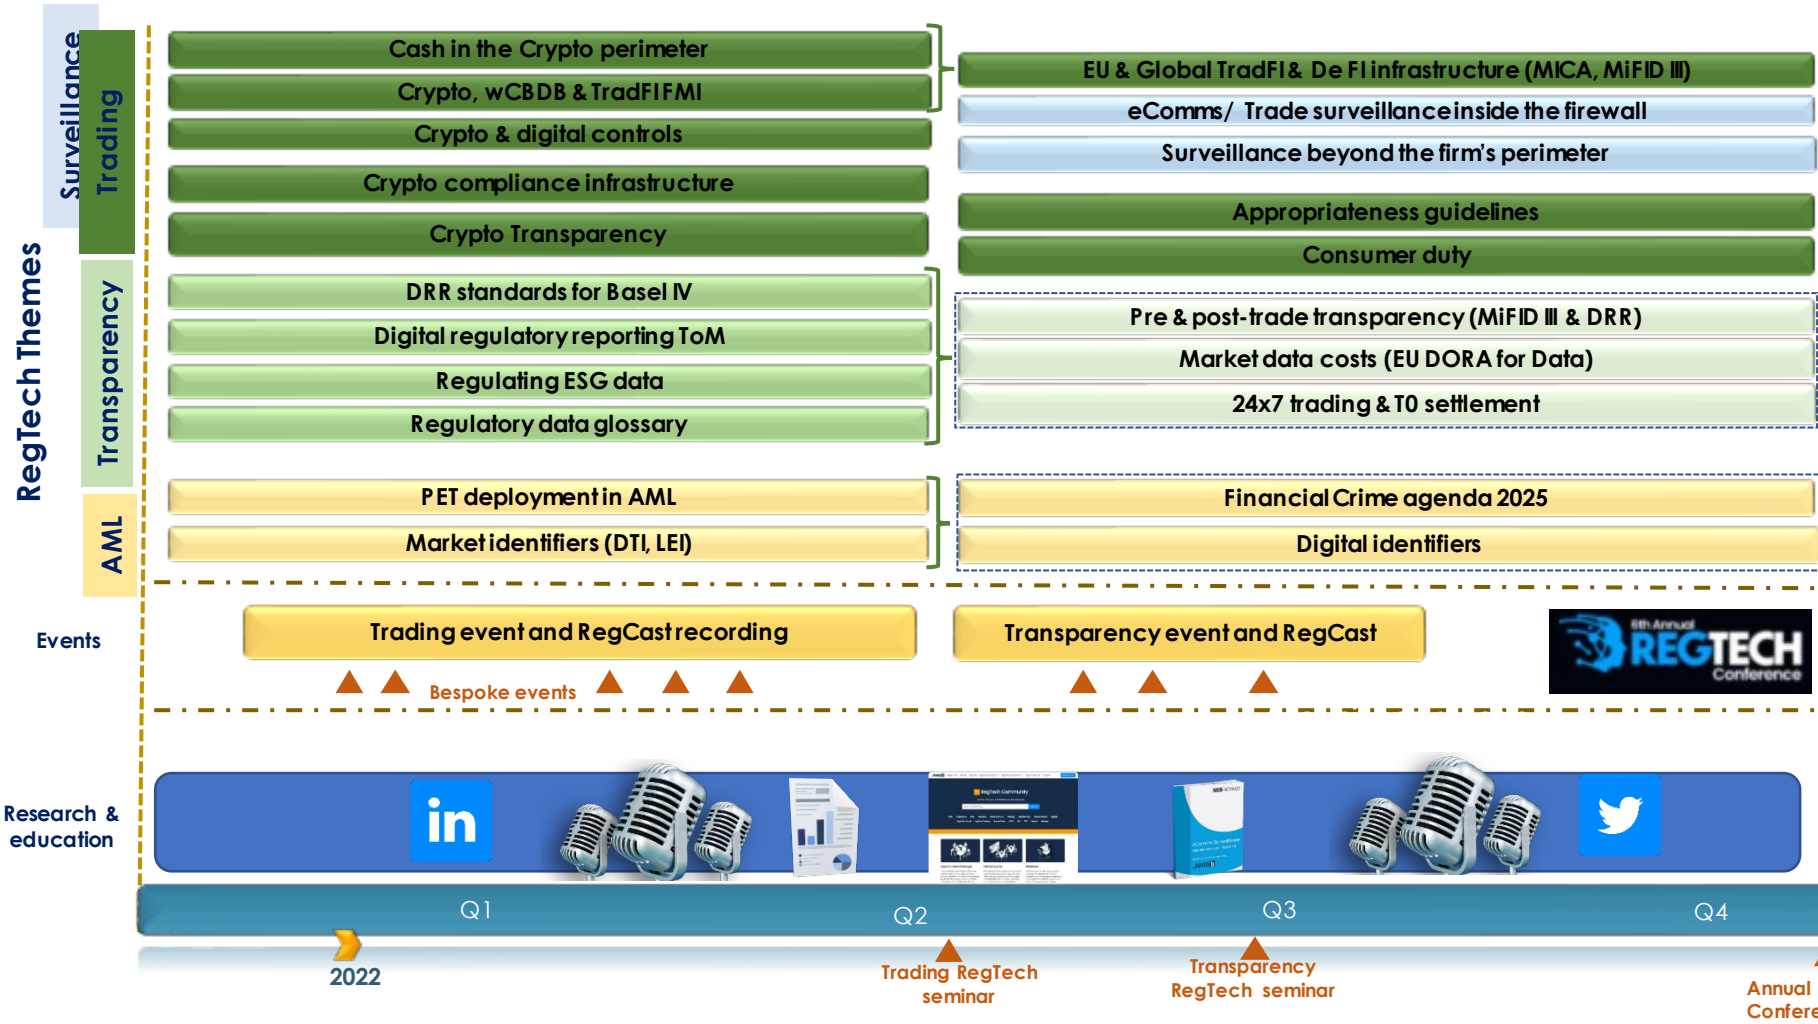 RegTech Themes
Surveillance
Trading
Transparency
AML
Cash in the Crypto perimeter
Crypto, wCBDB & TradFI FMI
Crypto & digital controls
Crypto compliance infrastructure
Crypto Transparency
DRR standards for Basel IV
Digital regulatory reporting ToM
Regulating ESG data
Regulatory data glossary
PET deployment in AML
Market identifiers (DTI, LEI)
EU & Global TradFI & De FI infrastructure (MICA, MiFID III)
eComms/ Trade surveillance inside the firewall
Surveillance beyond the firm's perimeter
Appropriateness guidelines
Consumer duty
Pre & post-trade transparency (MiFID III & DRR)
Market data costs (EU DORA for Data)
24x7 trading & T0 settlement
Financial Crime agenda 2025
Digital identifiers
Events
Trading event and RegCast recording
Transparency event and RegCast
Bespoke events
6th Annual
REGTECH
Conference
Research &
education
in
RegTech Community
Q1
Q2
Q3
Q4
2022
Trading RegTech
seminar
Transparency
RegTech seminar
Annual
Confere